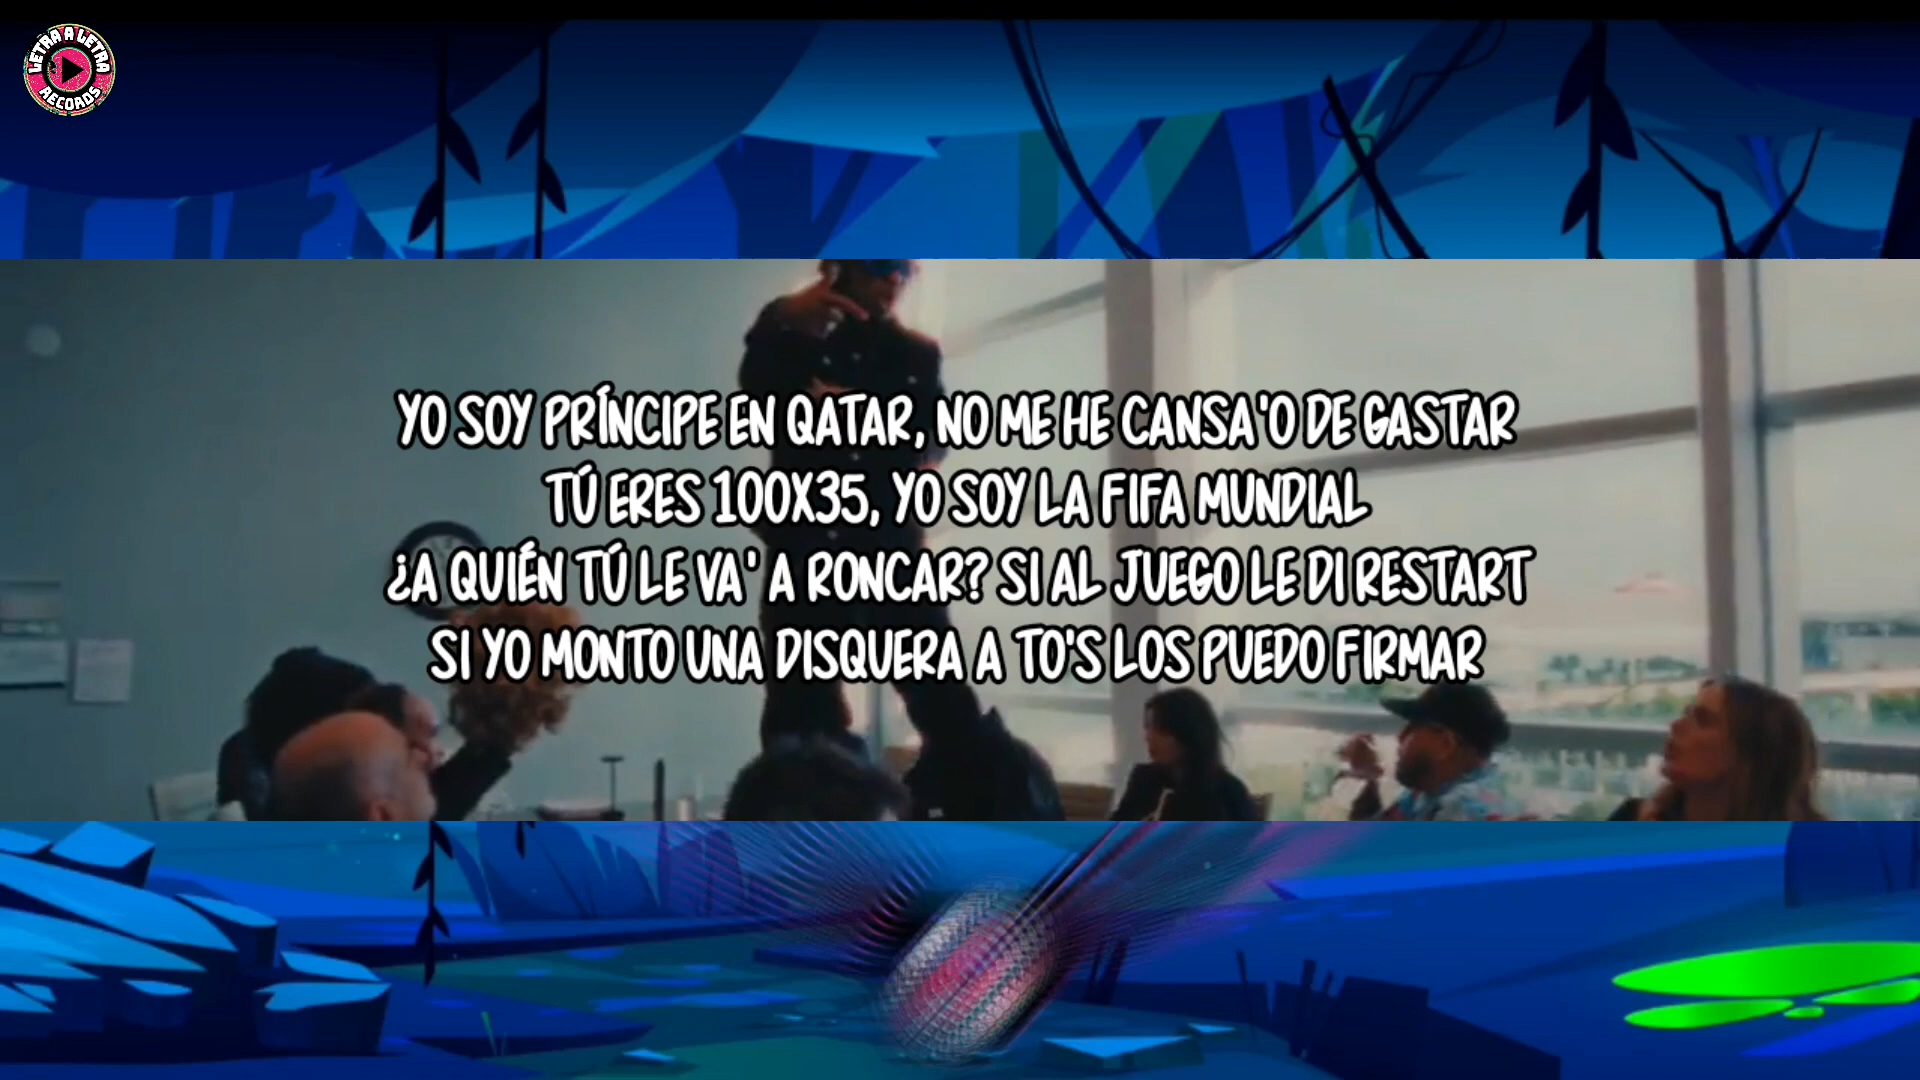 LETRA A LETRA
RECORDS
YO SOY PRÍNCIPE EN QATAR, NO ME HE CANSA'O DE GASTAR
TÚ ERES 100X35, YO SOY LA FIFA MUNDIAL
¿A QUIÉN TÚ LE VA' A RONCAR? SI AL JUEGO LE DI RESTART
SI YO MONTO UNA DISQUERA A TO'S LOS PUEDO FIRMAR